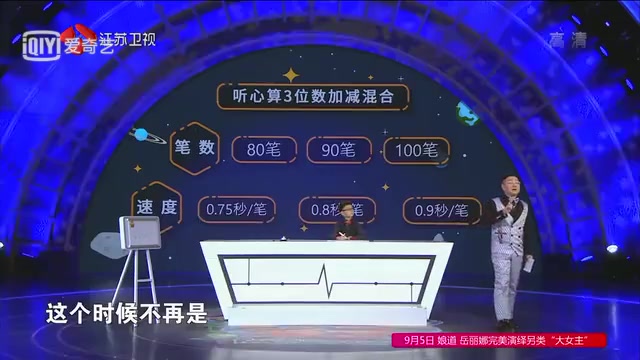 QIY 爱奇艺
江苏卫视
高清
听心算3位数加减混合
笔数
80笔
90笔
100笔
速度
0.75秒/笔
0.8秒/笔
0.9秒/笔
这个时候不再是
9月5日 娘道 岳丽娜完美演绎另类“大女主”